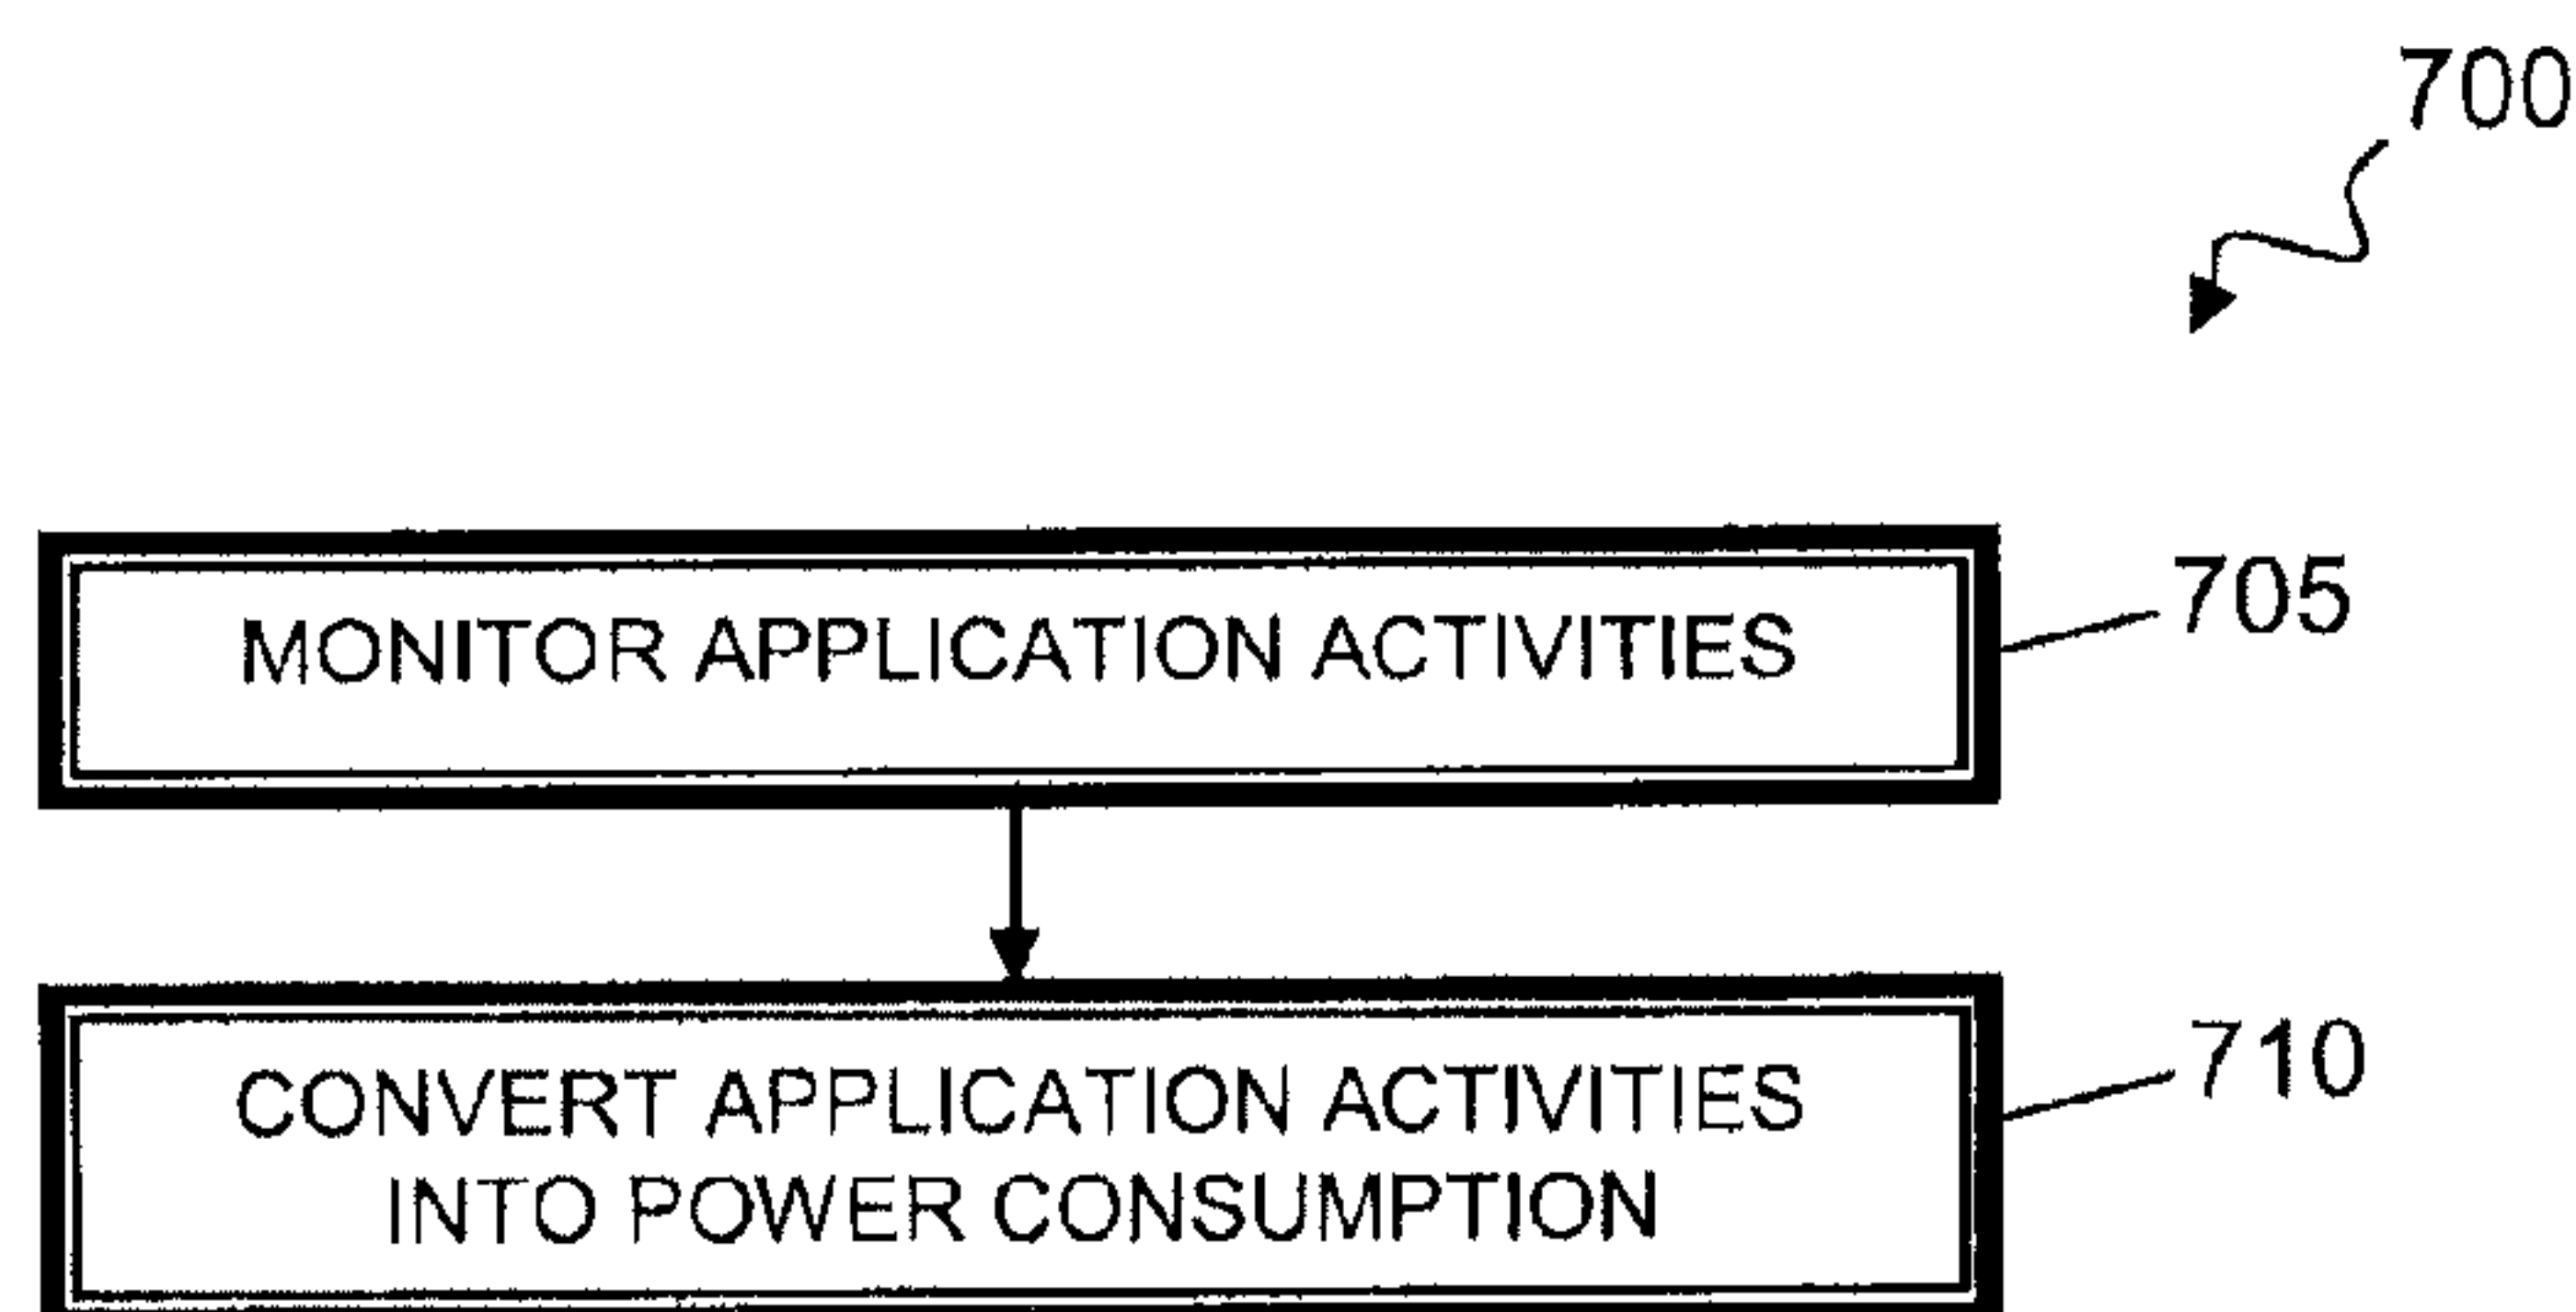 700
MONITOR APPLICATION ACTIVITIES
705
CONVERT APPLICATION ACTIVITIES
INTO POWER CONSUMPTION
710